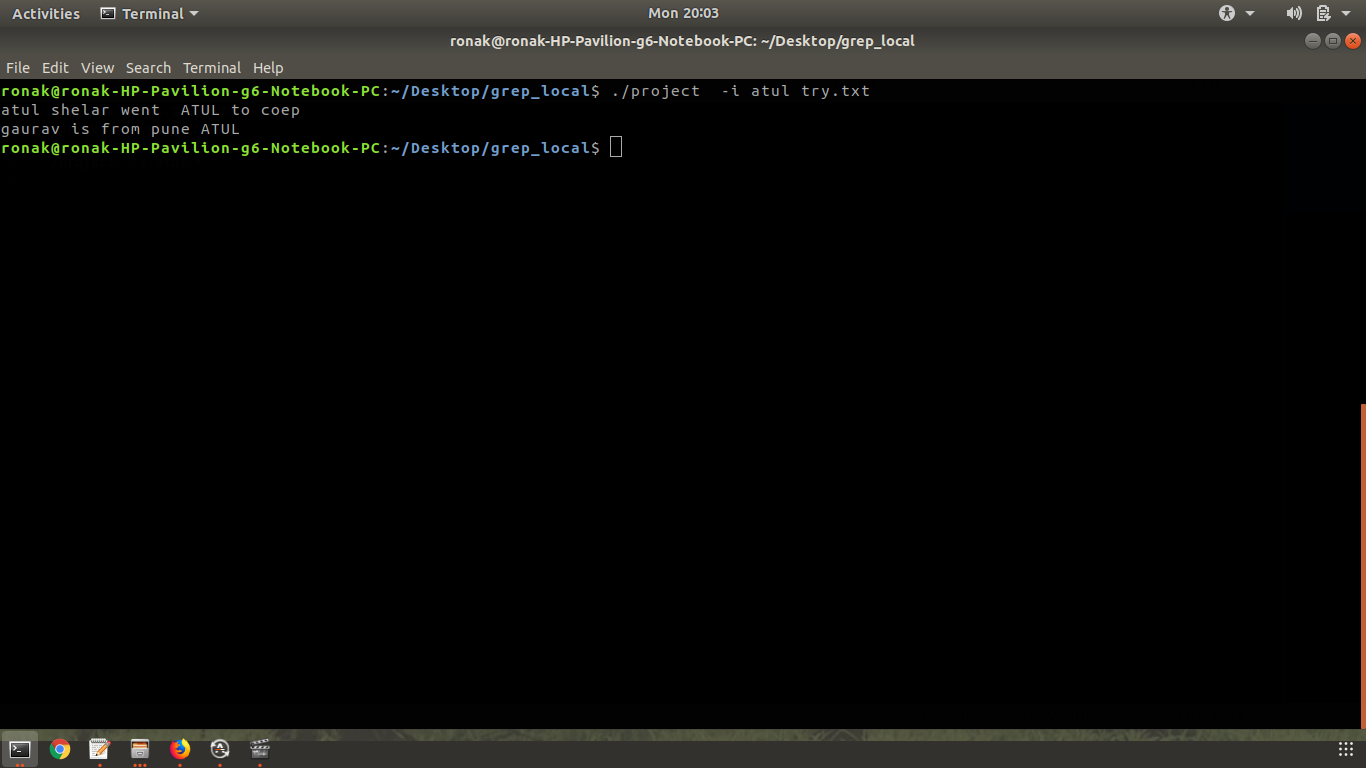 Activities Terminal Mon 20:03
ronak@ronak-HP-Pavilion-g6-Notebook-PC: ~/Desktop/grep_local
File Edit View Search Terminal Help
ronak@ronak-HP-Pavilion-g6-Notebook-PC:~/Desktop/grep_local$ ./project  -i atul try.txt
atul shelar went  ATUL to coep
gaurav is from pune ATUL
ronak@ronak-HP-Pavilion-g6-Notebook-PC:~/Desktop/grep_local$